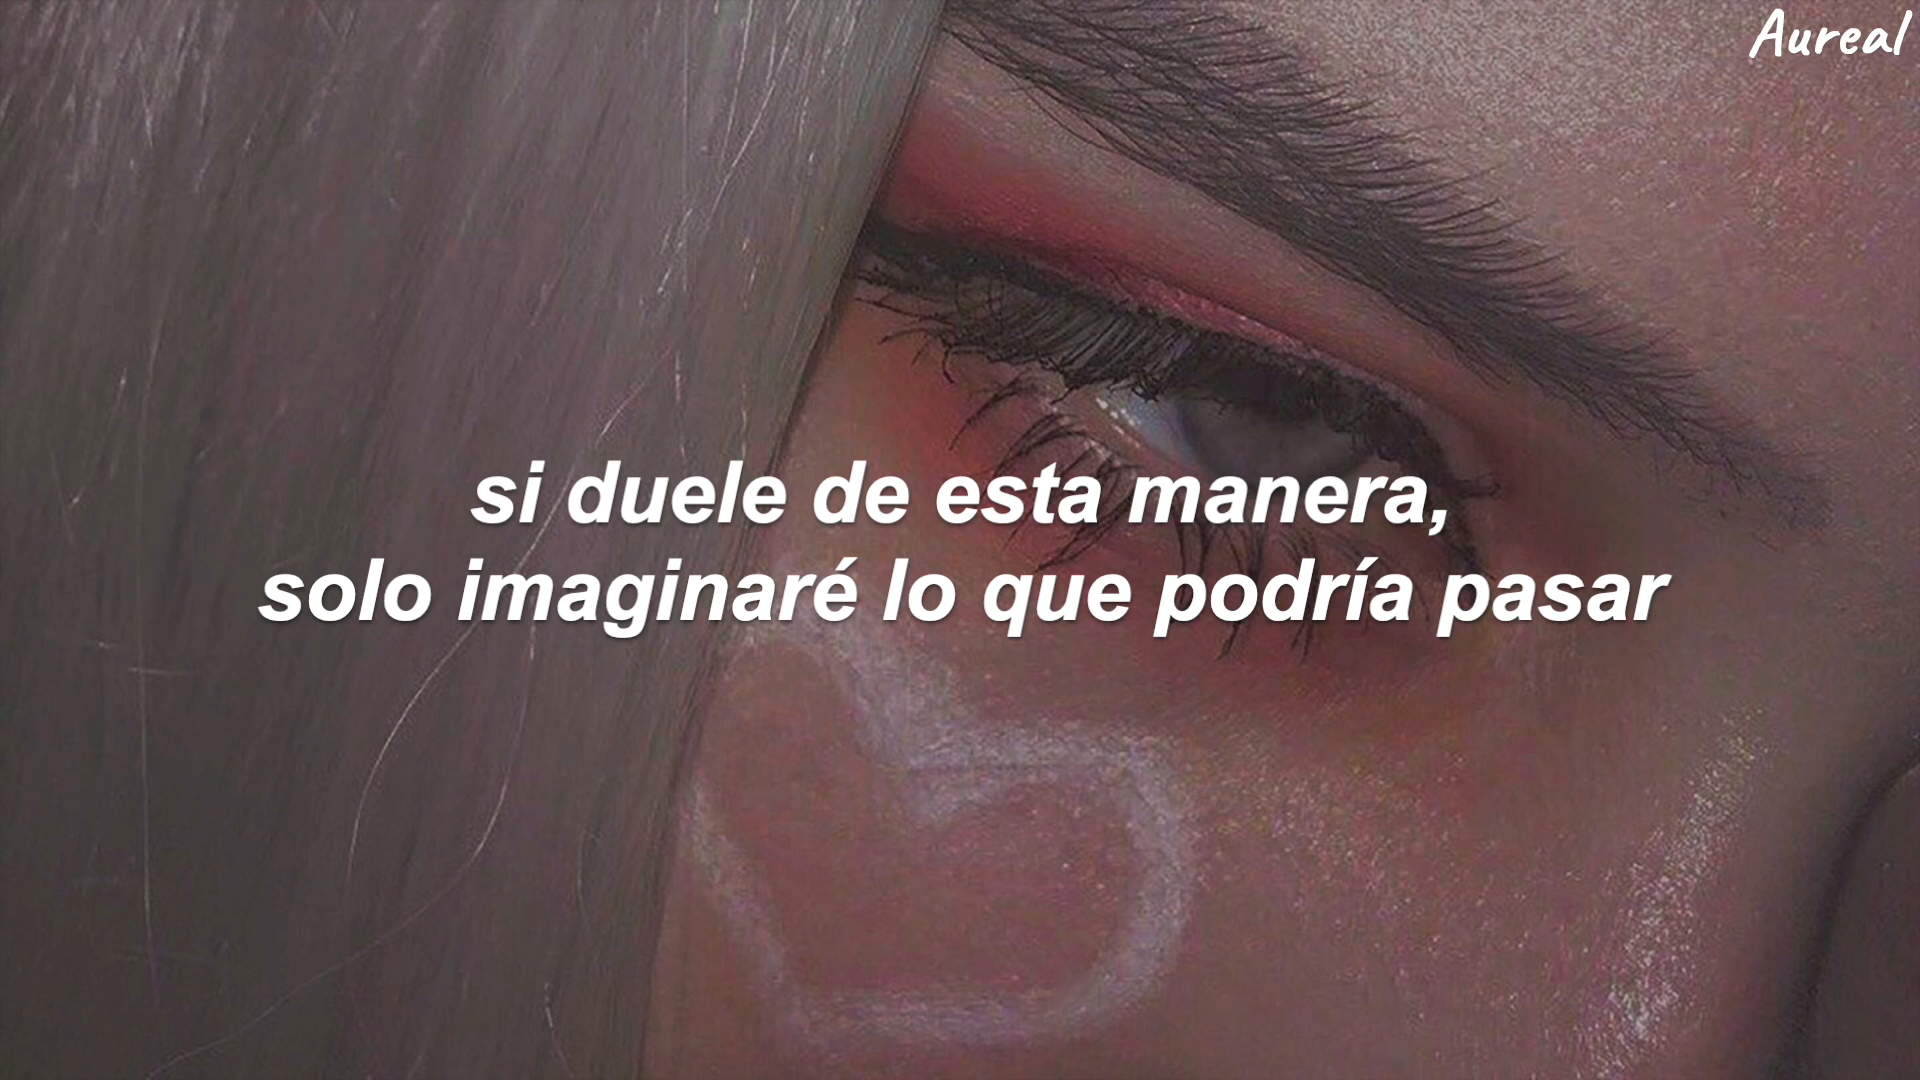 Aureal
si duele de esta manera,
solo imaginaré lo que podría pasar